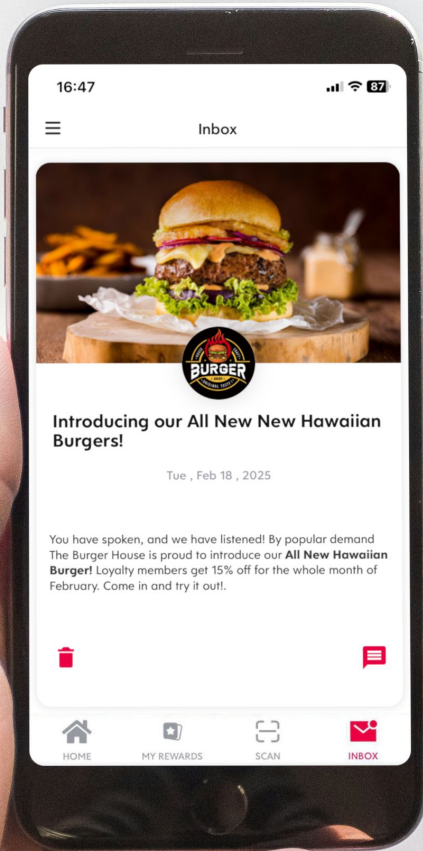 16:47
87
Inbox
BURGER
Introducing our All New New Hawaiian
Burgers!
Tue , Feb 18 , 2025
You have spoken, and we have listened! By popular demand
The Burger House is proud to introduce our All New Hawaiian
Burger! Loyalty members get 15% off for the whole month of
February. Come in and try it out!.
HOME
MY REWARDS
SCAN
INBOX